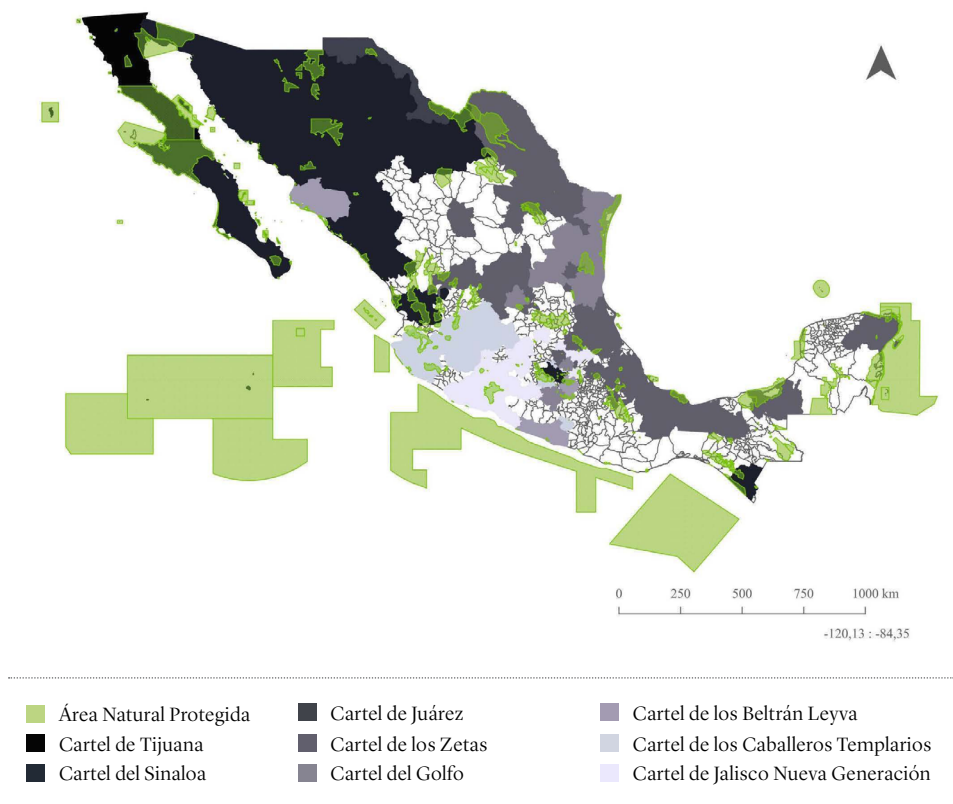 0 250 500 750 1000 km
-120,13 : -84,35
Área Natural Protegida
Cartel de Tijuana
Cartel del Sinaloa
Cartel de Juárez
Cartel de los Zetas
Cartel del Golfo
Cartel de los Beltrán Leyva
Cartel de los Caballeros Templarios
Cartel de Jalisco Nueva Generación